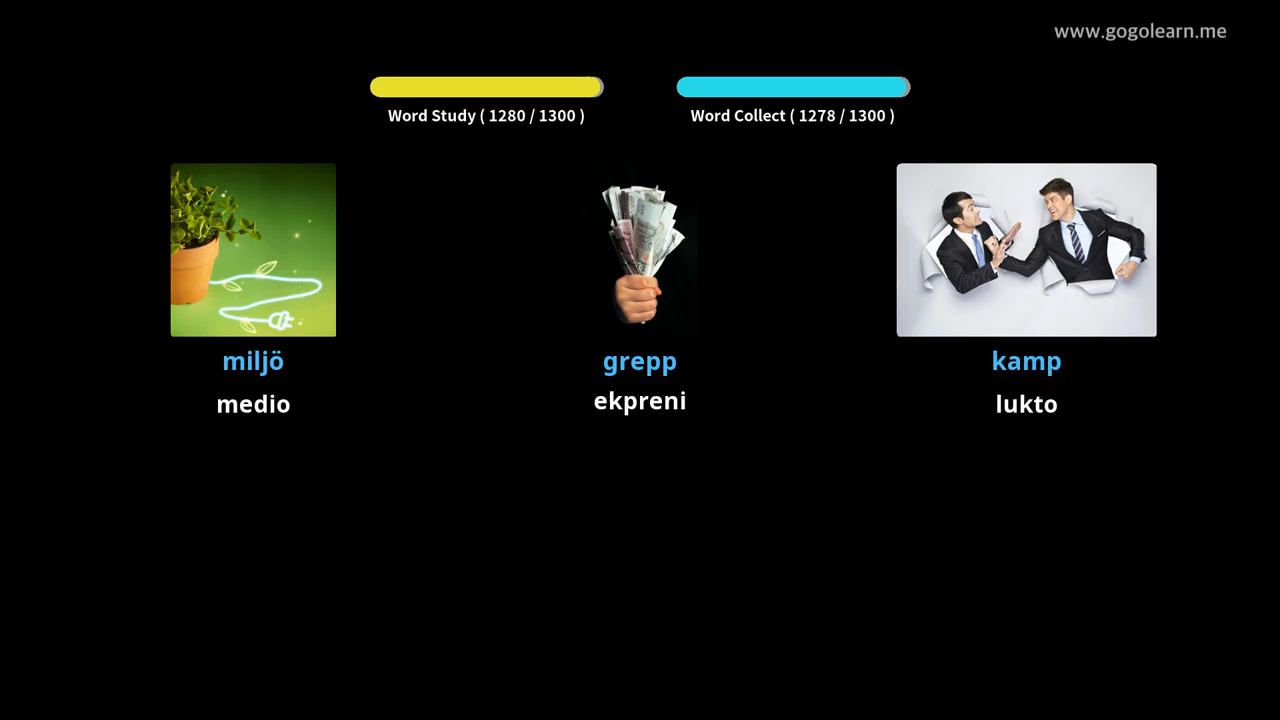 www.gogolearn.me
Word Study ( 1280 / 1300 )
Word Collect ( 1278 / 1300 )
miljö
grepp
kamp
medio
ekpreni
lukto